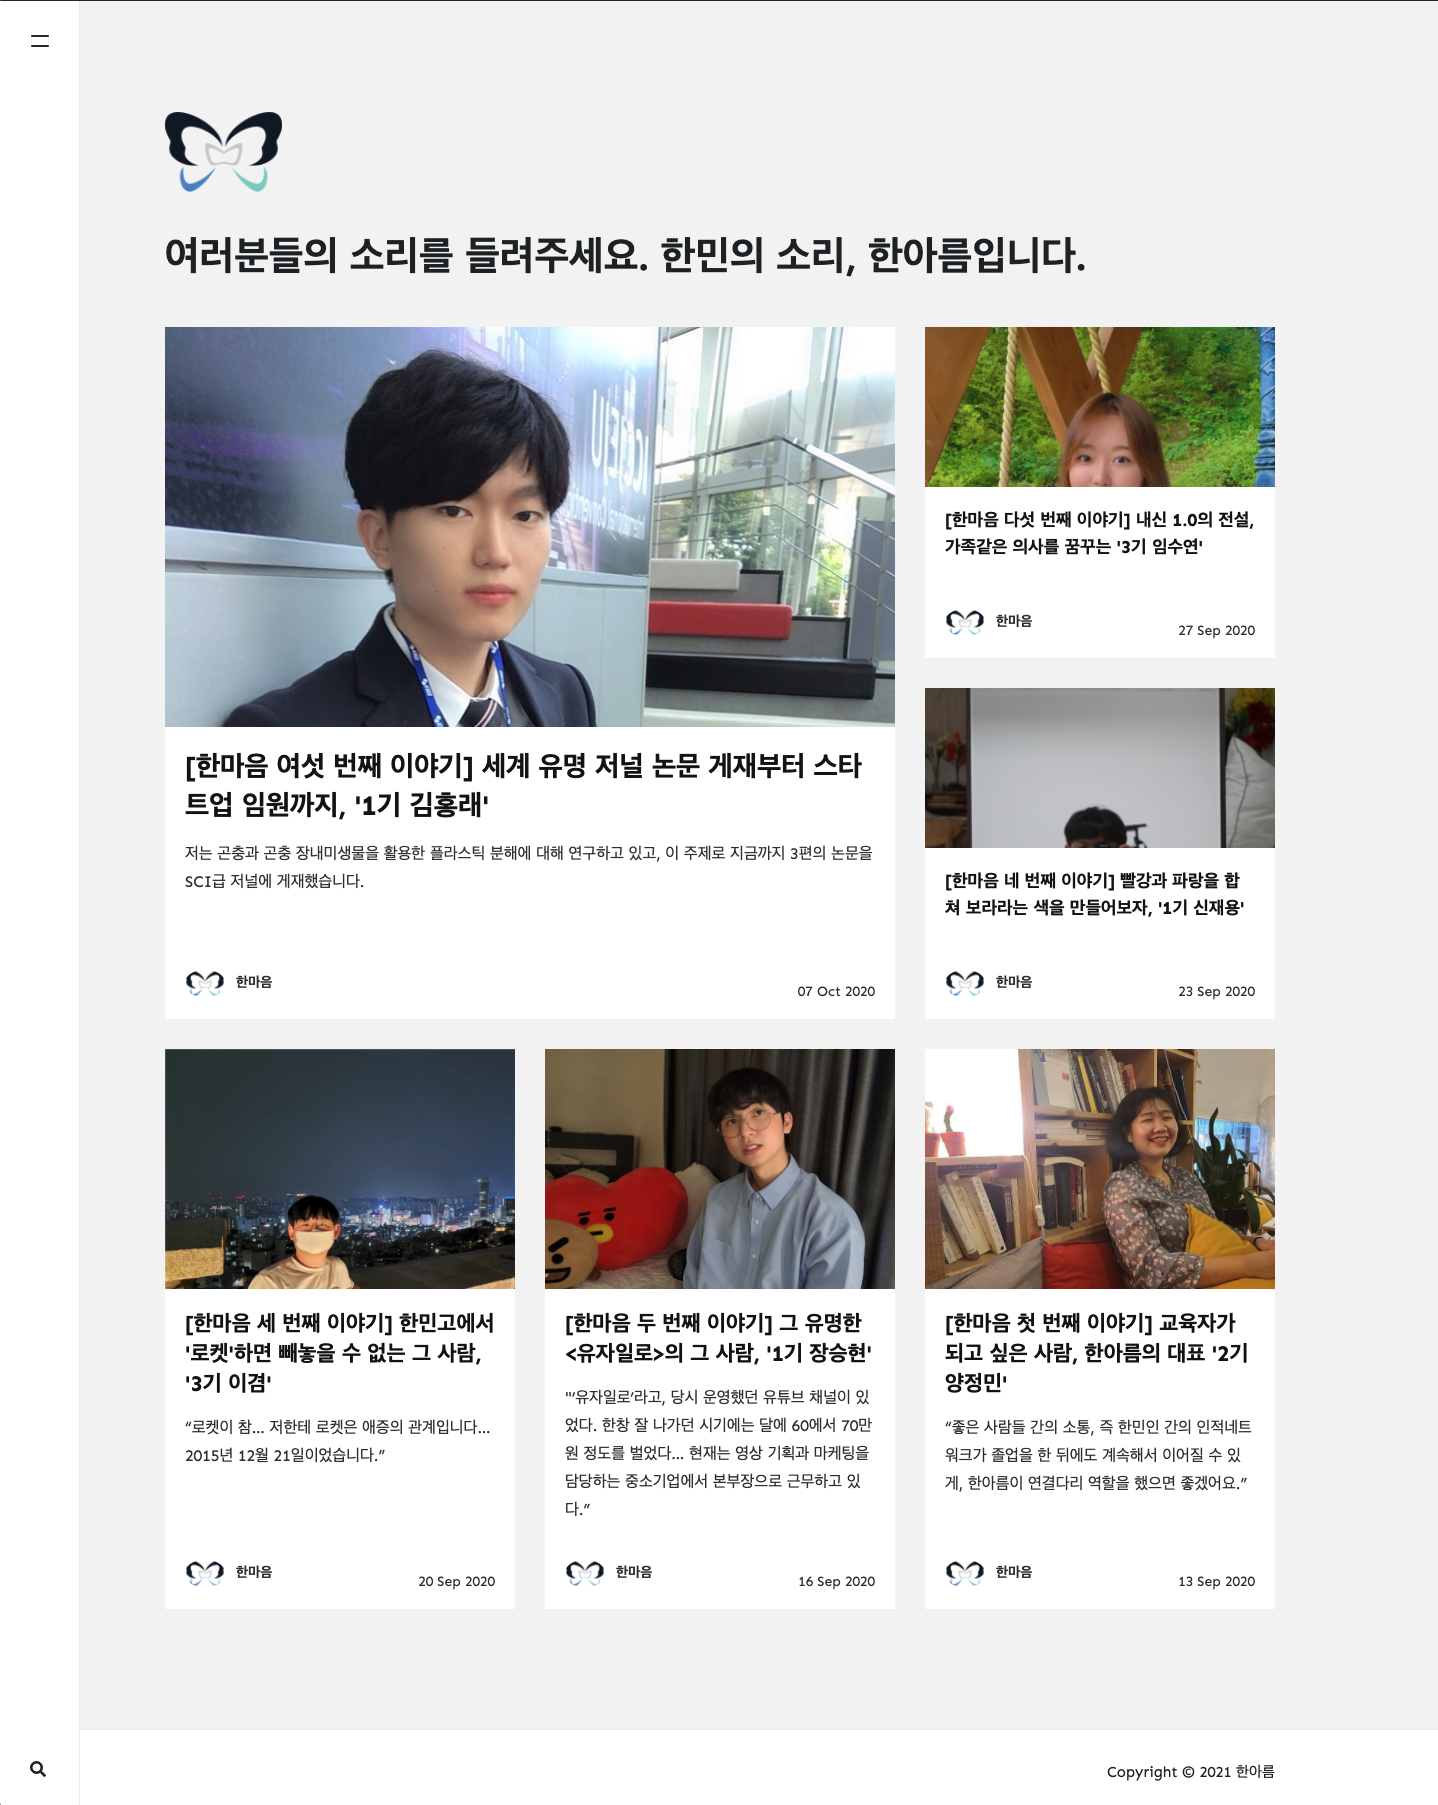 여러분들의 소리를 들려주세요. 한민의 소리, 한아름입니다.
[한마음 여섯 번째 이야기] 세계 유명 저널 논문 게재부터 스타
트업 임원까지, '1기 김홍래'
저는 곤충과 곤충 장내미생물을 활용한 플라스틱 분해에 대해 연구하고 있고, 이 주제로 지금까지 3편의 논문을
SCI급 저널에 게재했습니다.
한마음
07 Oct 2020
[한마음 다섯 번째 이야기] 내신 1.0의 전설,
가족같은 의사를 꿈꾸는 '3기 임수연'
한마음
27 Sep 2020
[한마음 네 번째 이야기] 빨강과 파랑을 합
쳐 보라라는 색을 만들어보자, '1기 신재용'
한마음
23 Sep 2020
[한마음 세 번째 이야기] 한민고에서
'로켓'하면 빼놓을 수 없는 그 사람,
'3기 이겸'
“로켓이 참... 저한테 로켓은 애증의 관계입니다...
2015년 12월 21일이었습니다.”
한마음
20 Sep 2020
[한마음 두 번째 이야기] 그 유명한
<유자일로>의 그 사람, '1기 장승현'
"‘유자일로’라고, 당시 운영했던 유튜브 채널이 있
었다. 한창 잘 나가던 시기에는 달에 60에서 70만
원 정도를 벌었다... 현재는 영상 기획과 마케팅을
담당하는 중소기업에서 본부장으로 근무하고 있
다.”
한마음
16 Sep 2020
[한마음 첫 번째 이야기] 교육자가
되고 싶은 사람, 한아름의 대표 '2기
양정민'
“좋은 사람들 간의 소통, 즉 한민인 간의 인적네트
워크가 졸업을 한 뒤에도 계속해서 이어질 수 있
게, 한아름이 연결다리 역할을 했으면 좋겠어요.”
한마음
13 Sep 2020
Copyright © 2021 한아름